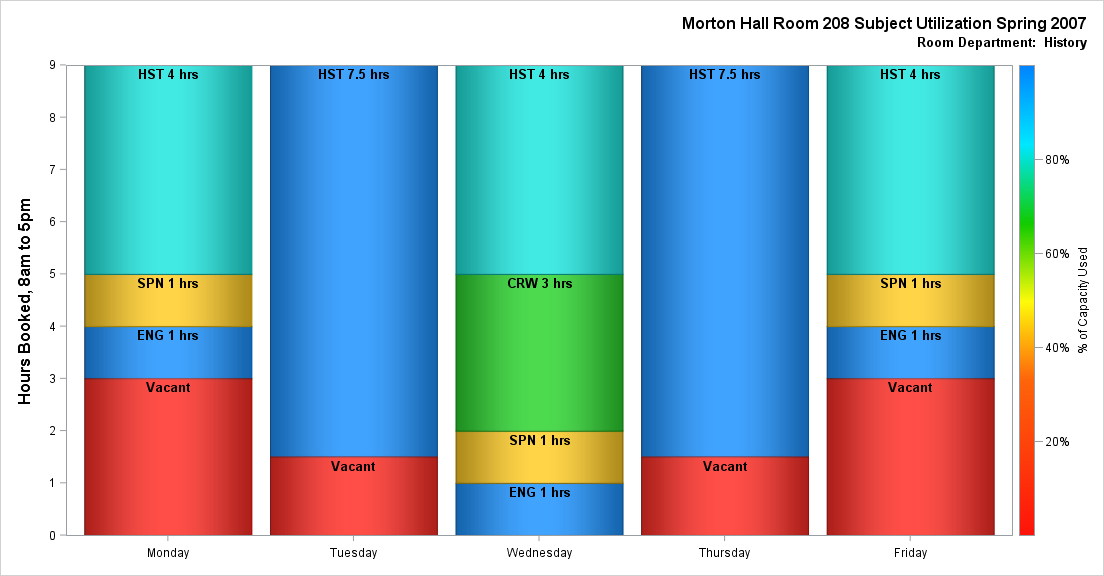 Morton Hall Room 208 Subject Utilization Spring 2007
Room Department:  History
Hours Booked, 8am to 5pm
9
8
7
6
5
4
3
2
1
0
HST 4 hrs
SPN 1 hrs
ENG 1 hrs
Vacant
HST 7.5 hrs
Vacant
HST 4 hrs
CRW 3 hrs
SPN 1 hrs
ENG 1 hrs
HST 7.5 hrs
Vacant
HST 4 hrs
SPN 1 hrs
ENG 1 hrs
Vacant
Monday
Tuesday
Wednesday
Thursday
Friday
80%
60%
40%
20%
% of Capacity Used